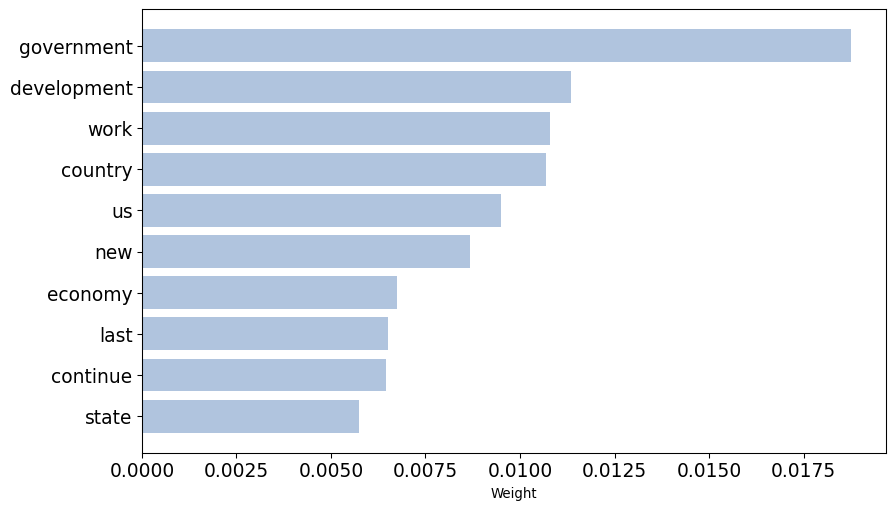 government
development
work
country
us
new
economy
last
continue
state
0.0000 0.0025 0.0050 0.0075 0.0100 0.0125 0.0150 0.0175
Weight